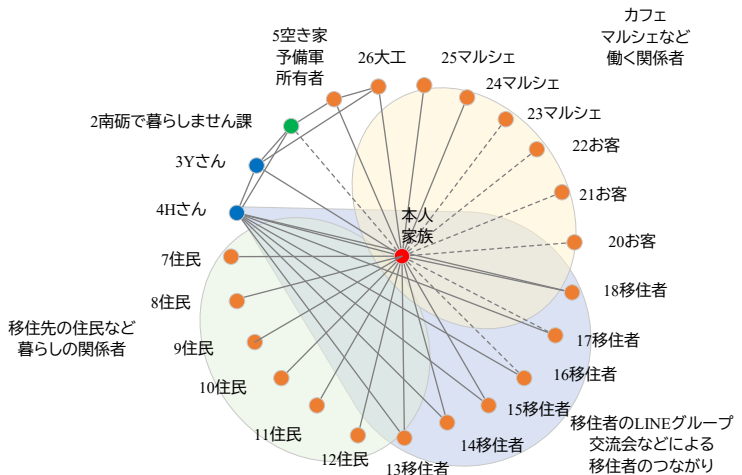 カフェ
マルシェなど
働く関係者
5空き家
予備軍
所有者
26大工
25マルシェ
24マルシェ
23マルシェ
2南砺で暮らしません課
22お客
3Yさん
21お客
4Hさん
本人
家族
20お客
7住民
18移住者
8住民
移住先の住民など
暮らしの関係者
17移住者
9住民
16移住者
10住民
15移住者
11住民
14移住者
12住民
13移住者
移住者のLINEグループ
交流会などによる
移住者のつながり